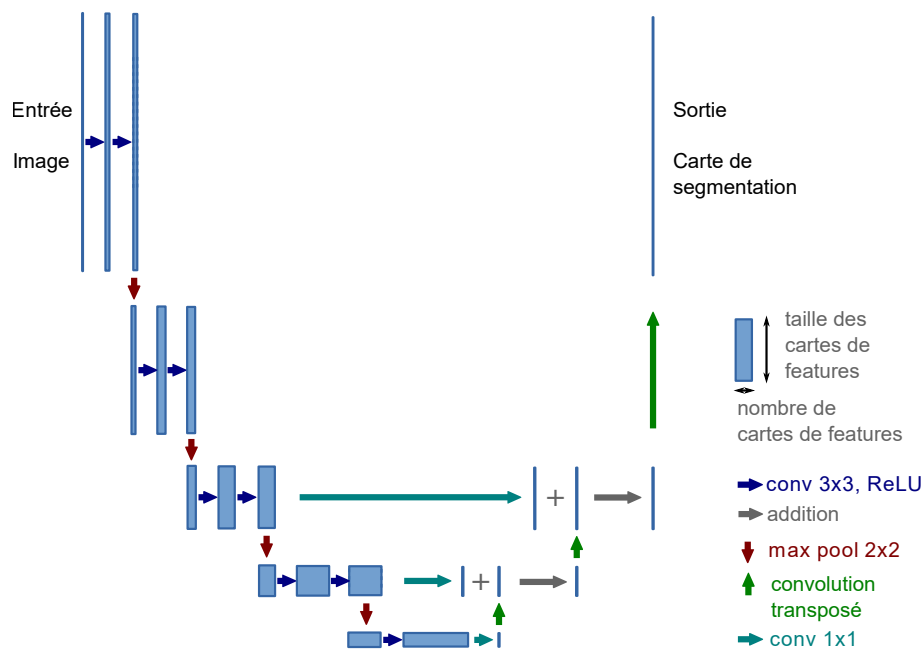 Entrée
Image
Sortie
Carte de
segmentation
taille des
cartes de
features
nombre de
cartes de features
+
+
conv 3x3, ReLU
addition
max pool 2x2
convolution
transposé
conv 1x1